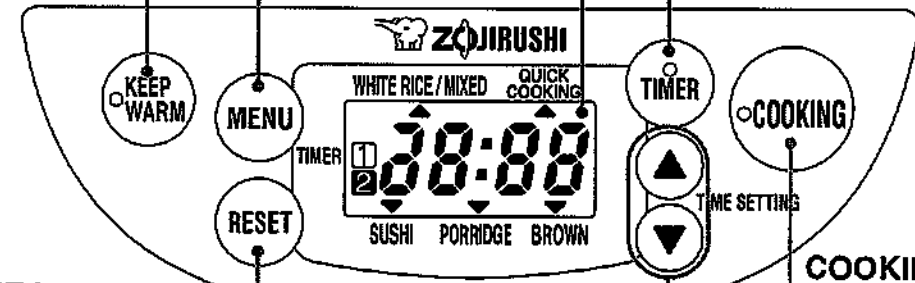 ZOJIRUSHI
KEEP
WARM
MENU
WHITE RICE / MIXED
QUICK
COOKING
TIMER
COOKING
TIMER
1
2
88:88
RESET
TIME SETTING
SUSHI PORRIDGE BROWN